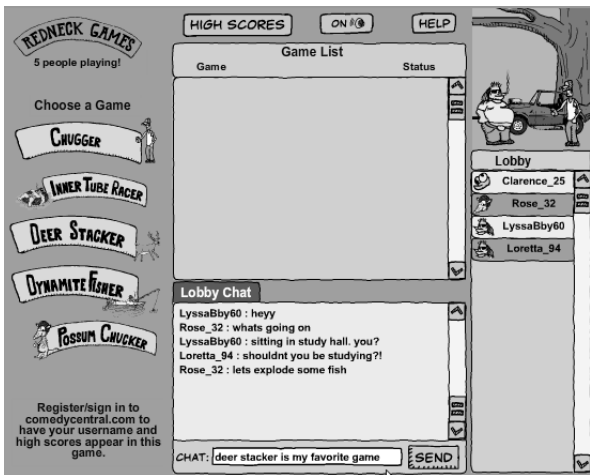 REDNECK GAMES
5 people playing!
Choose a Game
CHUGGER
INNER TUBE RACER
DEER STACKER
DYNAMITE FISHER
POSSUM CHUCKER
Register/sign in to
comedycentral.com to
have your username and
high scores appear in this
game.
HIGH SCORES
ON
HELP
Game List
Game Status
Lobby Chat
LyssaBby60 : heyy
Rose_32 : whats going on
LyssaBby60 : sitting in study hall. you?
Loretta_94 : shouldnt you be studying?!
Rose_32 : lets explode some fish
CHAT: deer stacker is my favorite game SEND
Lobby
Clarence_25
Rose_32
LyssaBby60
Loretta_94